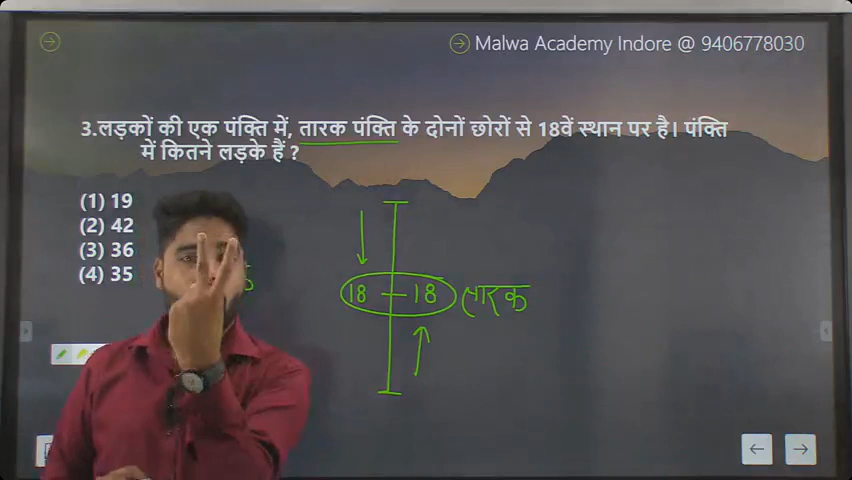 Malwa Academy Indore @ 9406778030
3.लड़कों की एक पंक्ति में, तारक पंक्ति के दोनों छोरों से 18वें स्थान पर है। पंक्ति
में कितने लड़के हैं ?
(1) 19
(2) 42
(3) 36
(4) 35
18 — 18 तारक